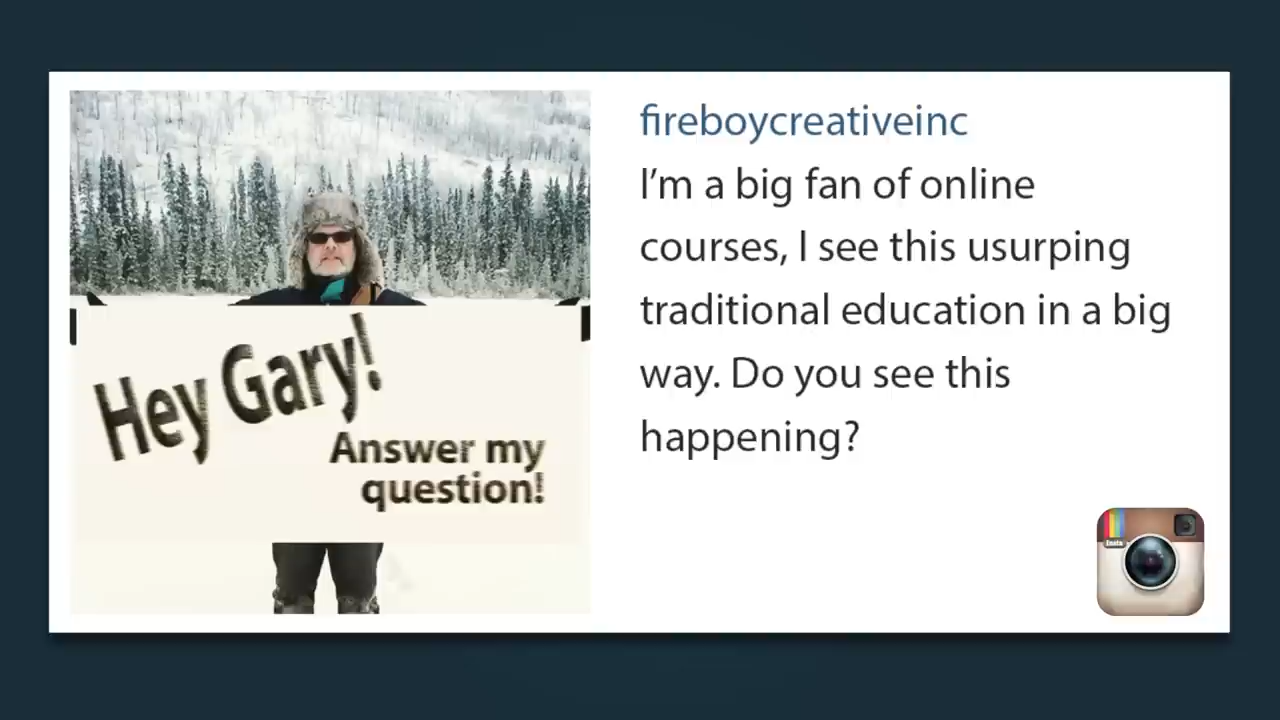 Hey Gary!
Answer my
question!
fireboycreativeinc
I'm a big fan of online
courses, I see this usurping
traditional education in a big
way. Do you see this
happening?
Insta